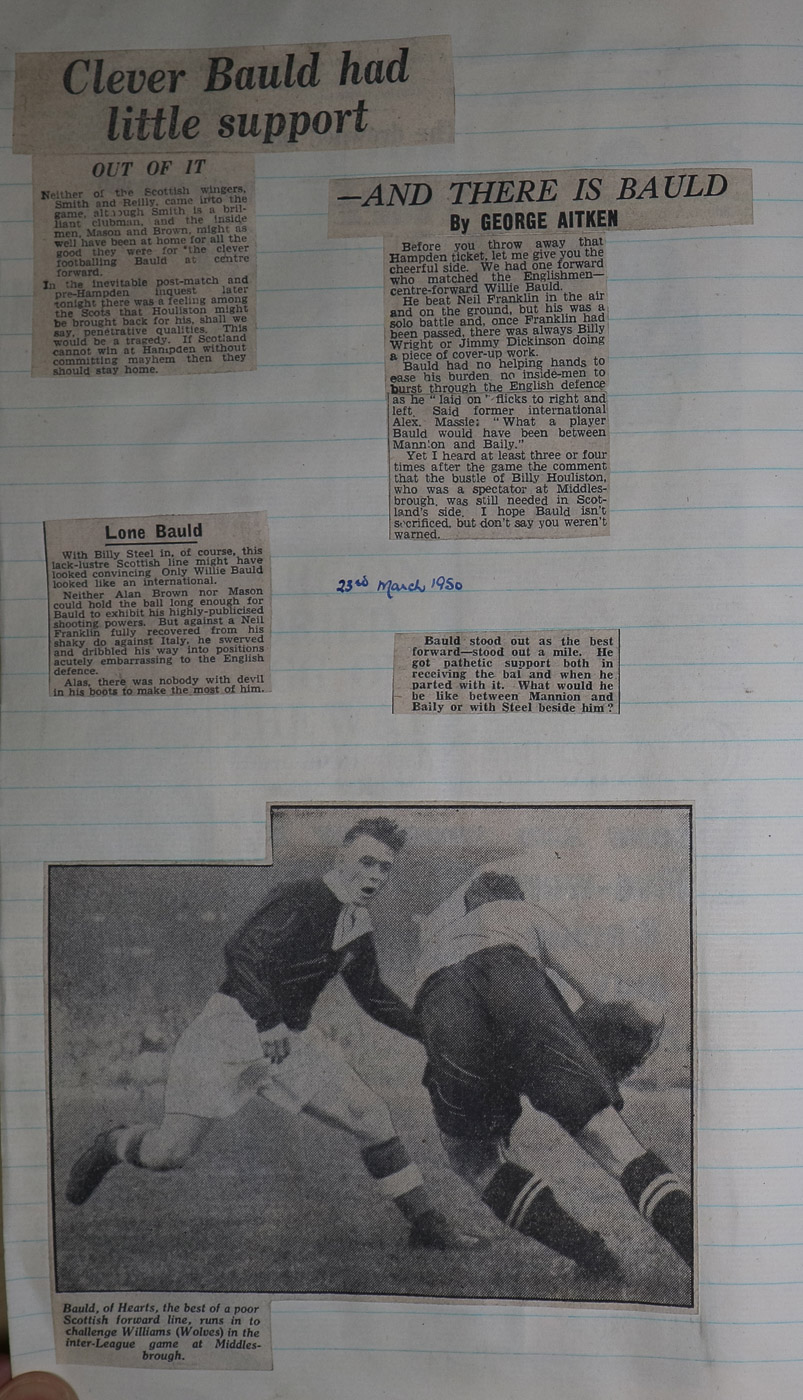 Clever Bauld had
little support
OUT OF IT
Neither of the Scottish wingers,
Smith and Reilly, came into the
game, although Smith is a bril-
liant clubman, and the inside
men, Mason and Brown, might as
well have been at home for all the
good they were for the clever
footballing Bauld at centre
forward.
In the inevitable post-match and
pre-Hampden inquest later
tonight there was a feeling among
the Scots that Houliston might
be brought back for his, shall we
say, penetrative qualities. This
would be a tragedy. If Scotland
cannot win at Hampden without
committing mayhem then they
should stay home.
—AND THERE IS BAULD
By GEORGE AITKEN
Before you throw away that
Hampden ticket, let me give you the
cheerful side. We had one forward
who matched the Englishmen—
centre-forward Willie Bauld.
He beat Neil Franklin in the air
and on the ground, but his was a
solo battle and, once Franklin had
been passed, there was always Billy
Wright or Jimmy Dickinson doing
a piece of cover-up work.
Bauld had no helping hands to
ease his burden, no inside-men to
burst through the English defence
as he "laid on" flicks to right and
left. Said former international
Alex. Massie: "What a player
Bauld would have been between
Mannion and Baily."
Yet I heard at least three or four
times after the game the comment
that the bustle of Billy Houliston,
who was a spectator at Middles-
brough, was still needed in Scot-
land's side. I hope Bauld isn't
sacrificed, but don't say you weren't
warned.
Lone Bauld
With Billy Steel in, of course, this
lack-lustre Scottish line might have
looked convincing Only Willie Bauld
looked like an international.
Neither Alan Brown nor Mason
could hold the ball long enough for
Bauld to exhibit his highly-publicised
shooting powers. But against a Neil
Franklin fully recovered from his
shaky do against Italy, he swerved
and dribbled his way into positions
acutely embarrassing to the English
defence.
Alas, there was nobody with devil
in his boots to make the most of him.
23rd March, 1950
Bauld stood out as the best
forward—stood out a mile. He
got pathetic support both in
receiving the bal and when he
parted with it. What would he
be like between Mannion and
Baily or with Steel beside him?
Bauld, of Hearts, the best of a poor
Scottish forward line, runs in to
challenge Williams (Wolves) in the
inter-League game at Middles-
brough.